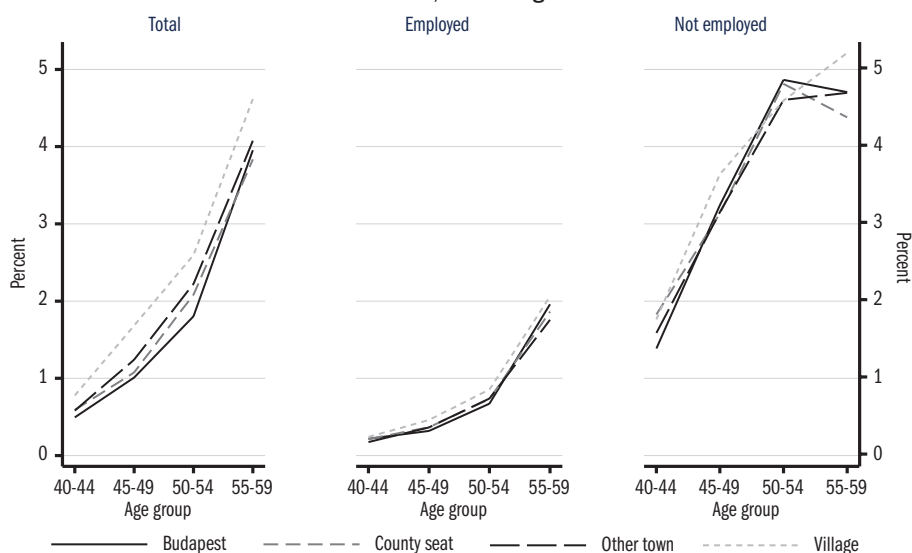 Total Employed Not employed
5 5
4 4
3 3
2 2
1 1
0 0
Percent
Percent
40-44 45-49 50-54 55-59 40-44 45-49 50-54 55-59 40-44 45-49 50-54 55-59
Age group Age group Age group
Budapest County seat Other town Village